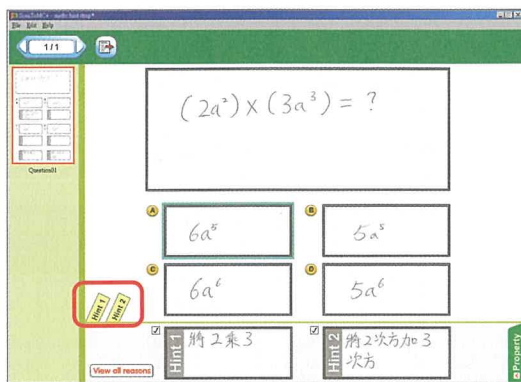 File Edit Help
1/1
(2a²) × (3a³) = ?
Question01
A
6a⁵
B
5a⁵
C
6a⁶
D
5a⁶
Hint 1
Hint 2
Hint 1
將2乘3
Hint 2
將2次方加3
次方
View all reasons
Property